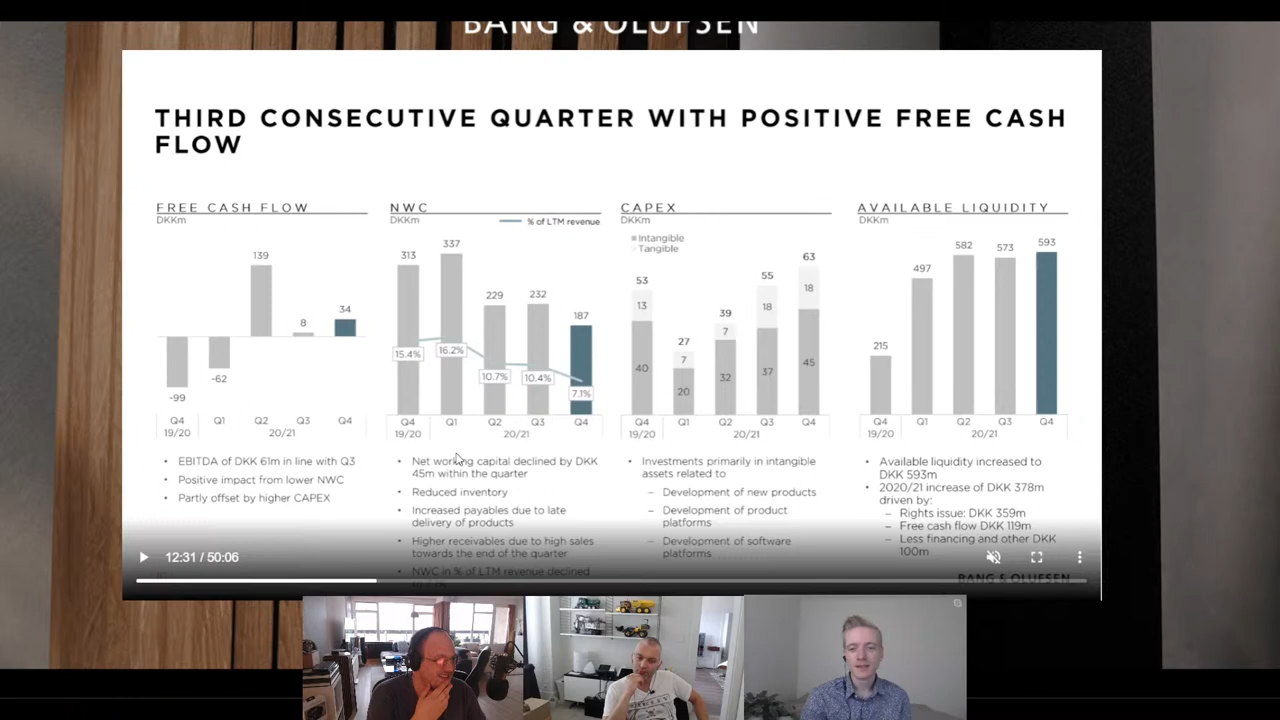 BANG & OLUFSEN
THIRD CONSECUTIVE QUARTER WITH POSITIVE FREE CASH
FLOW
FREE CASH FLOW
DKKm
139
8
34
-62
-99
Q4 Q1 Q2 Q3 Q4
19/20 20/21
• EBITDA of DKK 61m in line with Q3
• Positive impact from lower NWC
• Partly offset by higher CAPEX
NWC
DKKm
% of LTM revenue
313
337
229
232
187
15.4%
16.2%
10.7%
10.4%
7.1%
Q4 Q1 Q2 Q3 Q4
19/20 20/21
• Net working capital declined by DKK
45m within the quarter
• Reduced inventory
• Increased payables due to late
delivery of products
• Higher receivables due to high sales
towards the end of the quarter
• NWC in % of LTM revenue declined
CAPEX
DKKm
Intangible
Tangible
53
13
40
27
7
20
39
7
32
55
18
37
63
18
45
Q4 Q1 Q2 Q3 Q4
19/20 20/21
• Investments primarily in intangible
assets related to
– Development of new products
– Development of product
platforms
– Development of software
platforms
AVAILABLE LIQUIDITY
DKKm
215
497
582
573
593
Q4 Q1 Q2 Q3 Q4
19/20 20/21
• Available liquidity increased to
DKK 593m
• 2020/21 increase of DKK 378m
driven by:
– Rights issue: DKK 359m
– Free cash flow DKK 119m
– Less financing and other DKK
100m
12:31 / 50:06
BANG & OLUFSEN